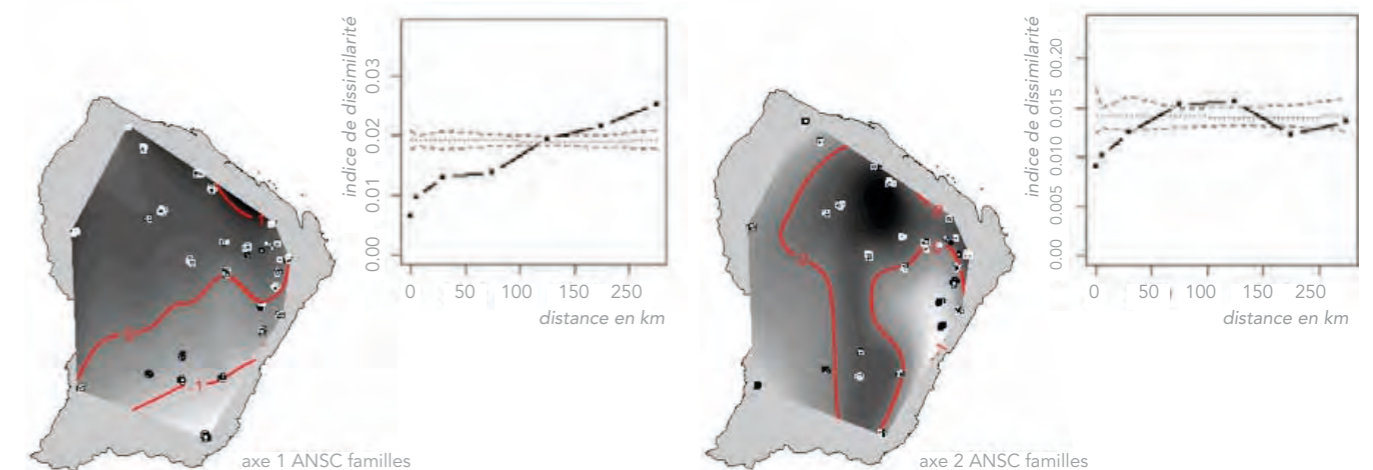 indice de dissimilarité
0.00 0.01 0.02 0.03
0 50 100 150 250
distance en km
axe 1 ANSC familles
indice de dissimilarité
0.00 0.005 0.010 0.015 00.20
0 50 100 150 250
distance en km
axe 2 ANSC familles